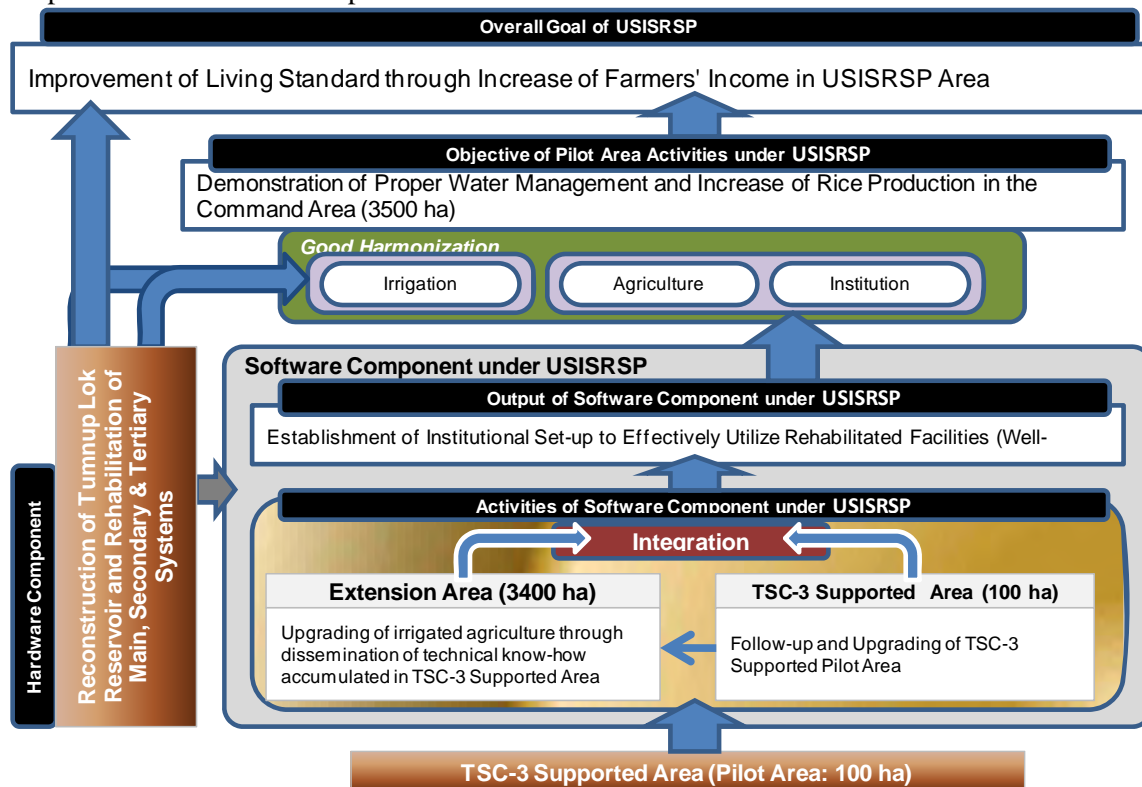 Overall Goal of USISRSP
Improvement of Living Standard through Increase of Farmers' Income in USISRSP Area
Objective of Pilot Area Activities under USISRSP
Demonstration of Proper Water Management and Increase of Rice Production in the
Command Area (3500 ha)
Good Harmonization
Irrigation
Agriculture
Institution
Software Component under USISRSP
Output of Software Component under USISRSP
Establishment of Institutional Set-up to Effectively Utilize Rehabilitated Facilities (Well-
Activities of Software Component under USISRSP
Integration
Extension Area (3400 ha)
Upgrading of irrigated agriculture through
dissemination of technical know-how
accumulated in TSC-3 Supported Area
TSC-3 Supported Area (100 ha)
Follow-up and Upgrading of TSC-3
Supported Pilot Area
Hardware Component
Reconstruction of Tumnup Lok
Reservoir and Rehabilitation of
Main, Secondary & Tertiary
Systems
TSC-3 Supported Area (Pilot Area: 100 ha)